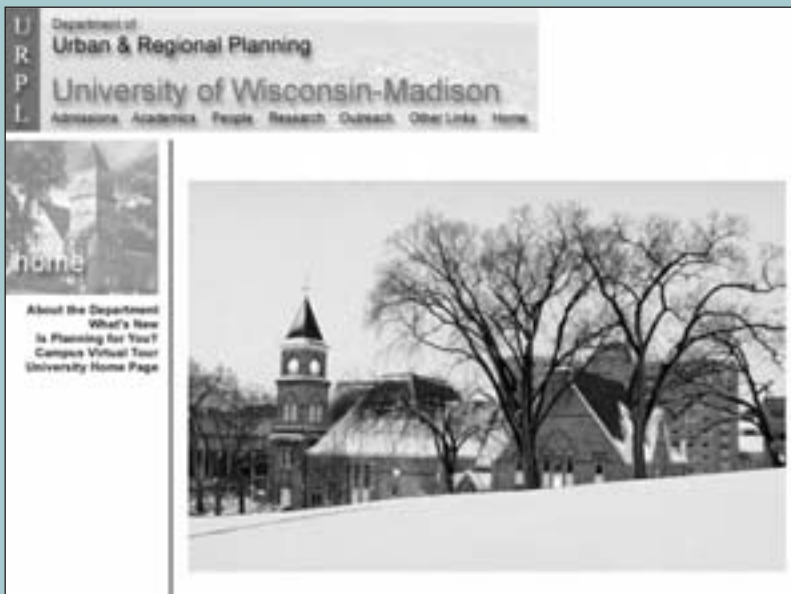 URPL
Department of
Urban & Regional Planning
University of Wisconsin-Madison
Admissions Academics People Research Outreach Other Links Home
home
About the Department
What's New
Is Planning for You?
Campus Virtual Tour
University Home Page